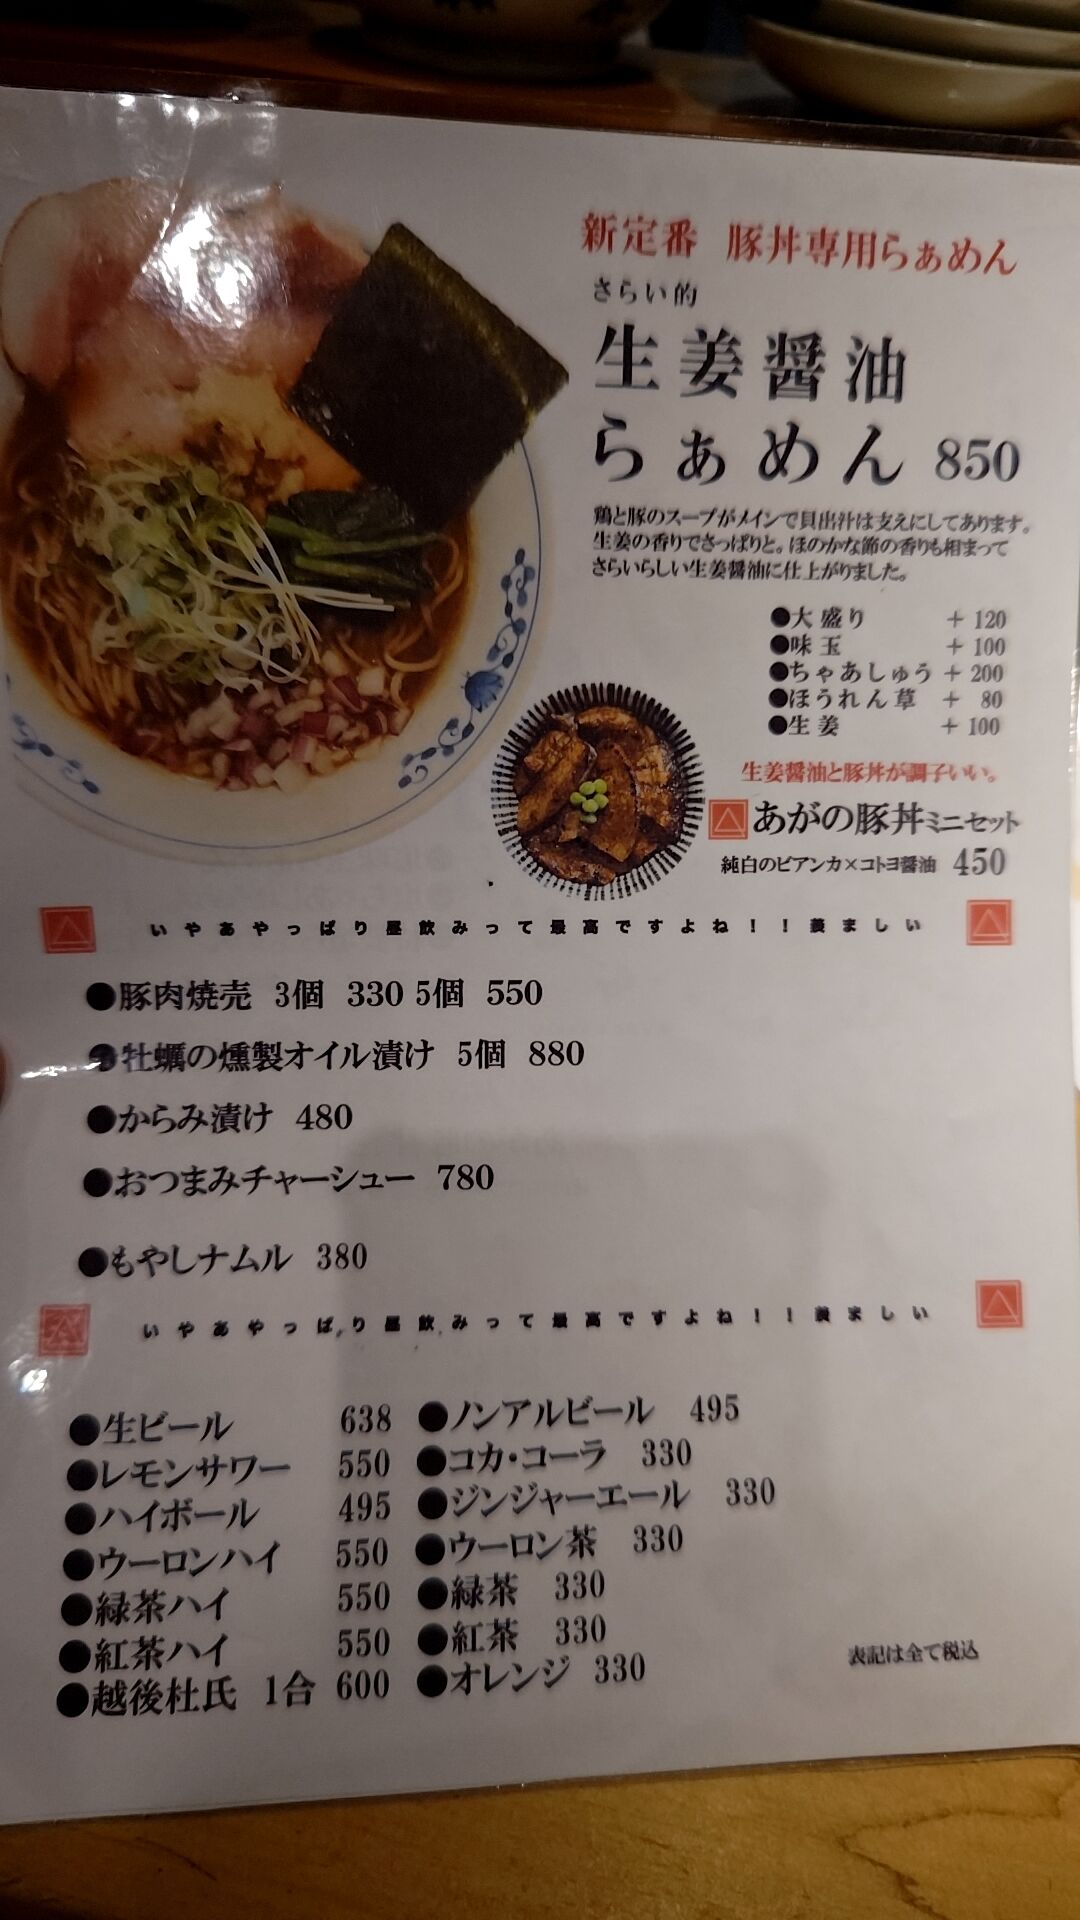 新定番 豚丼専用らぁめん
さらい的
生姜醤油
らぁめん 850
鶏と豚のスープがメインで貝出汁は支えにしてあります。
生姜の香りでさっぱりと。ほのかな節の香りも相まって
さらいらしい生姜醤油に仕上がりました。
●大盛り +120
●味玉 +100
●ちゃあしゅう +200
●ほうれん草 + 80
●生姜 +100
生姜醤油と豚丼が調子いい。
あがの豚丼ミニセット
純白のビアンカ×コトヨ醤油 450
いやあやっぱり昼飲みって最高ですよね!!羨ましい
●豚肉焼売 3個 330 5個 550
●牡蠣の燻製オイル漬け 5個 880
●からみ漬け 480
●おつまみチャーシュー 780
●もやしナムル 380
いやあやっぱり昼飲みって最高ですよね!!羨ましい
●生ビール 638
●レモンサワー 550
●ハイボール 495
●ウーロンハイ 550
●緑茶ハイ 550
●紅茶ハイ 550
●越後杜氏 1合 600
●ノンアルビール 495
●コカ・コーラ 330
●ジンジャーエール 330
●ウーロン茶 330
●緑茶 330
●紅茶 330
●オレンジ 330
表記は全て税込